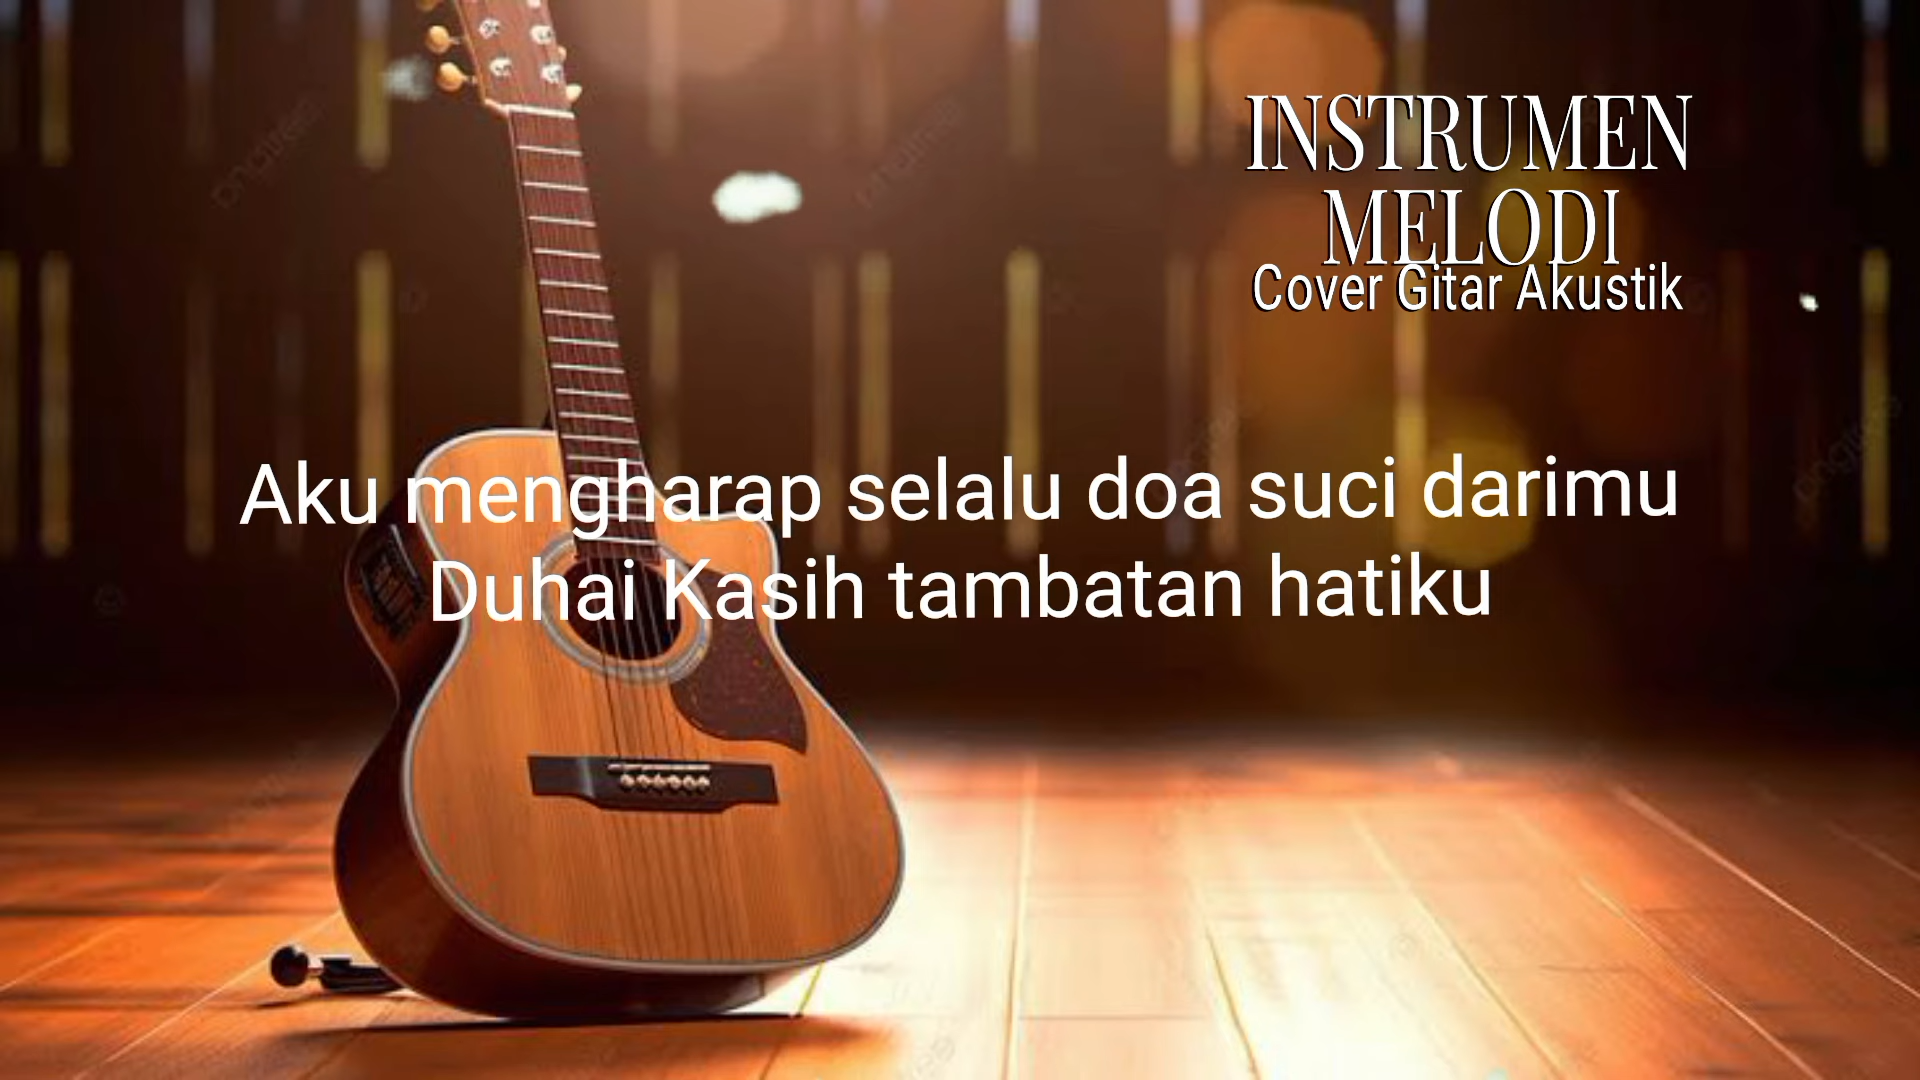 INSTRUMEN
MELODI
Cover Gitar Akustik
Aku mengharap selalu doa suci darimu
Duhai Kasih tambatan hatiku